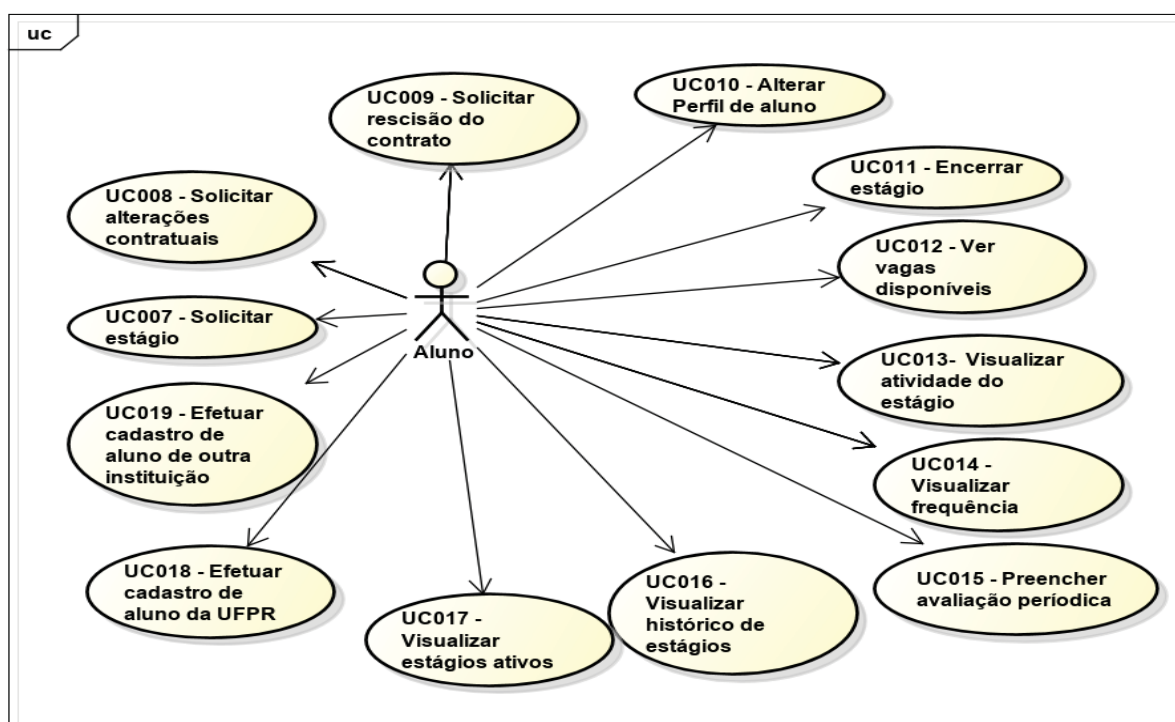 uc
UC009 - Solicitar
rescisão do
contrato
UC010 - Alterar
Perfil de aluno
UC011 - Encerrar
estágio
UC008 - Solicitar
alterações
contratuais
UC012 - Ver
vagas
disponíveis
UC007 - Solicitar
estágio
Aluno
UC013-  Visualizar
atividade do
estágio
UC019 - Efetuar
cadastro de
aluno de outra
instituição
UC014 -
Visualizar
frequência
UC018 - Efetuar
cadastro de
aluno da UFPR
UC017 -
Visualizar
estágios ativos
UC016 -
Visualizar
histórico de
estágios
UC015 - Preencher
avaliação períodica